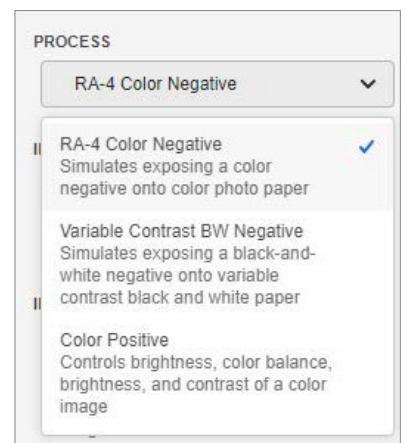 PROCESS
RA-4 Color Negative
RA-4 Color Negative
Simulates exposing a color
negative onto color photo paper
Variable Contrast BW Negative
Simulates exposing a black-and-
white negative onto variable
contrast black and white paper
Color Positive
Controls brightness, color balance,
brightness, and contrast of a color
image